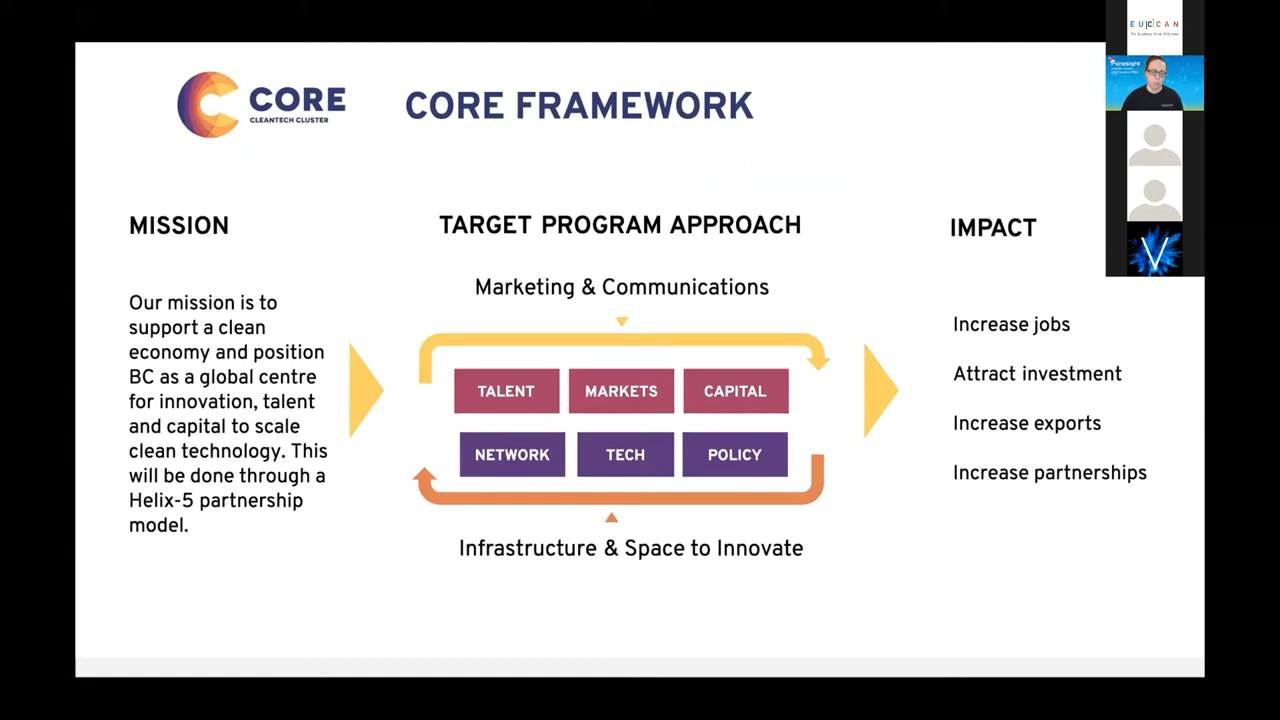 CORE
CLEANTECH CLUSTER
CORE FRAMEWORK
EU|C|CAN
Foresight
MISSION
TARGET PROGRAM APPROACH
IMPACT
Our mission is to
support a clean
economy and position
BC as a global centre
for innovation, talent
and capital to scale
clean technology. This
will be done through a
Helix-5 partnership
model.
Marketing & Communications
TALENT
MARKETS
CAPITAL
NETWORK
TECH
POLICY
Infrastructure & Space to Innovate
Increase jobs
Attract investment
Increase exports
Increase partnerships
V